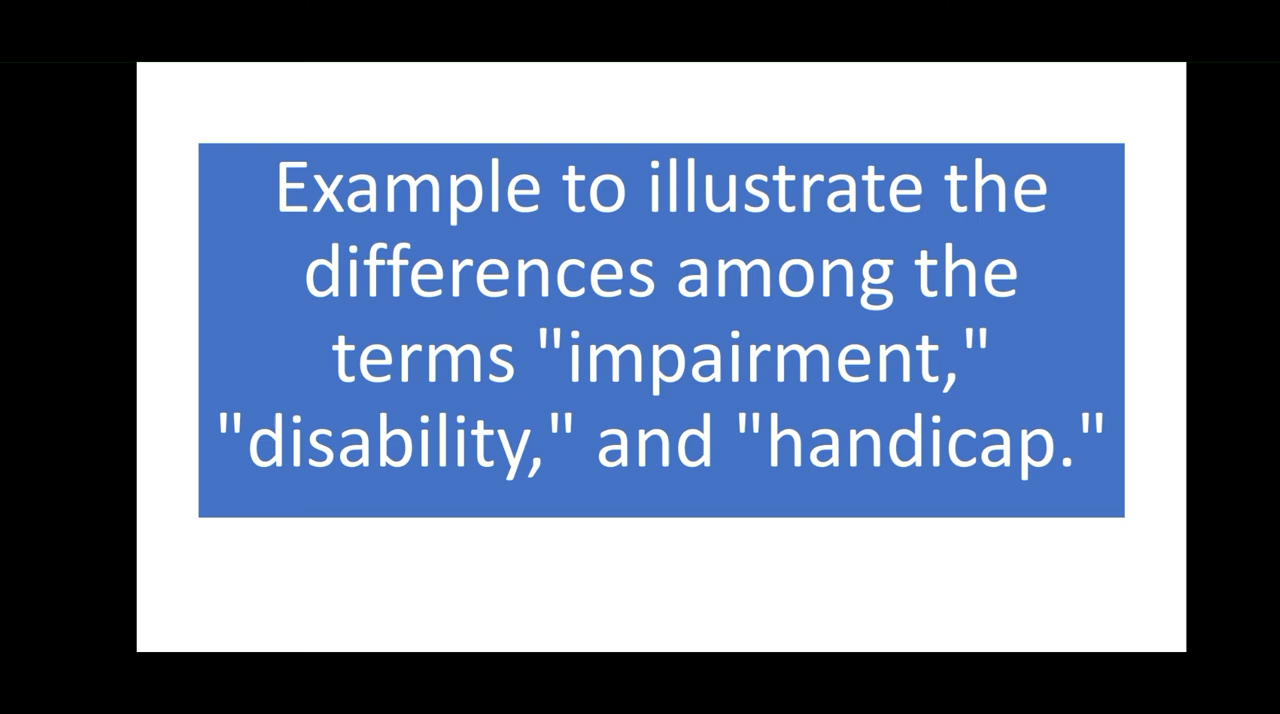 Example to illustrate the
differences among the
terms "impairment,"
"disability," and "handicap."